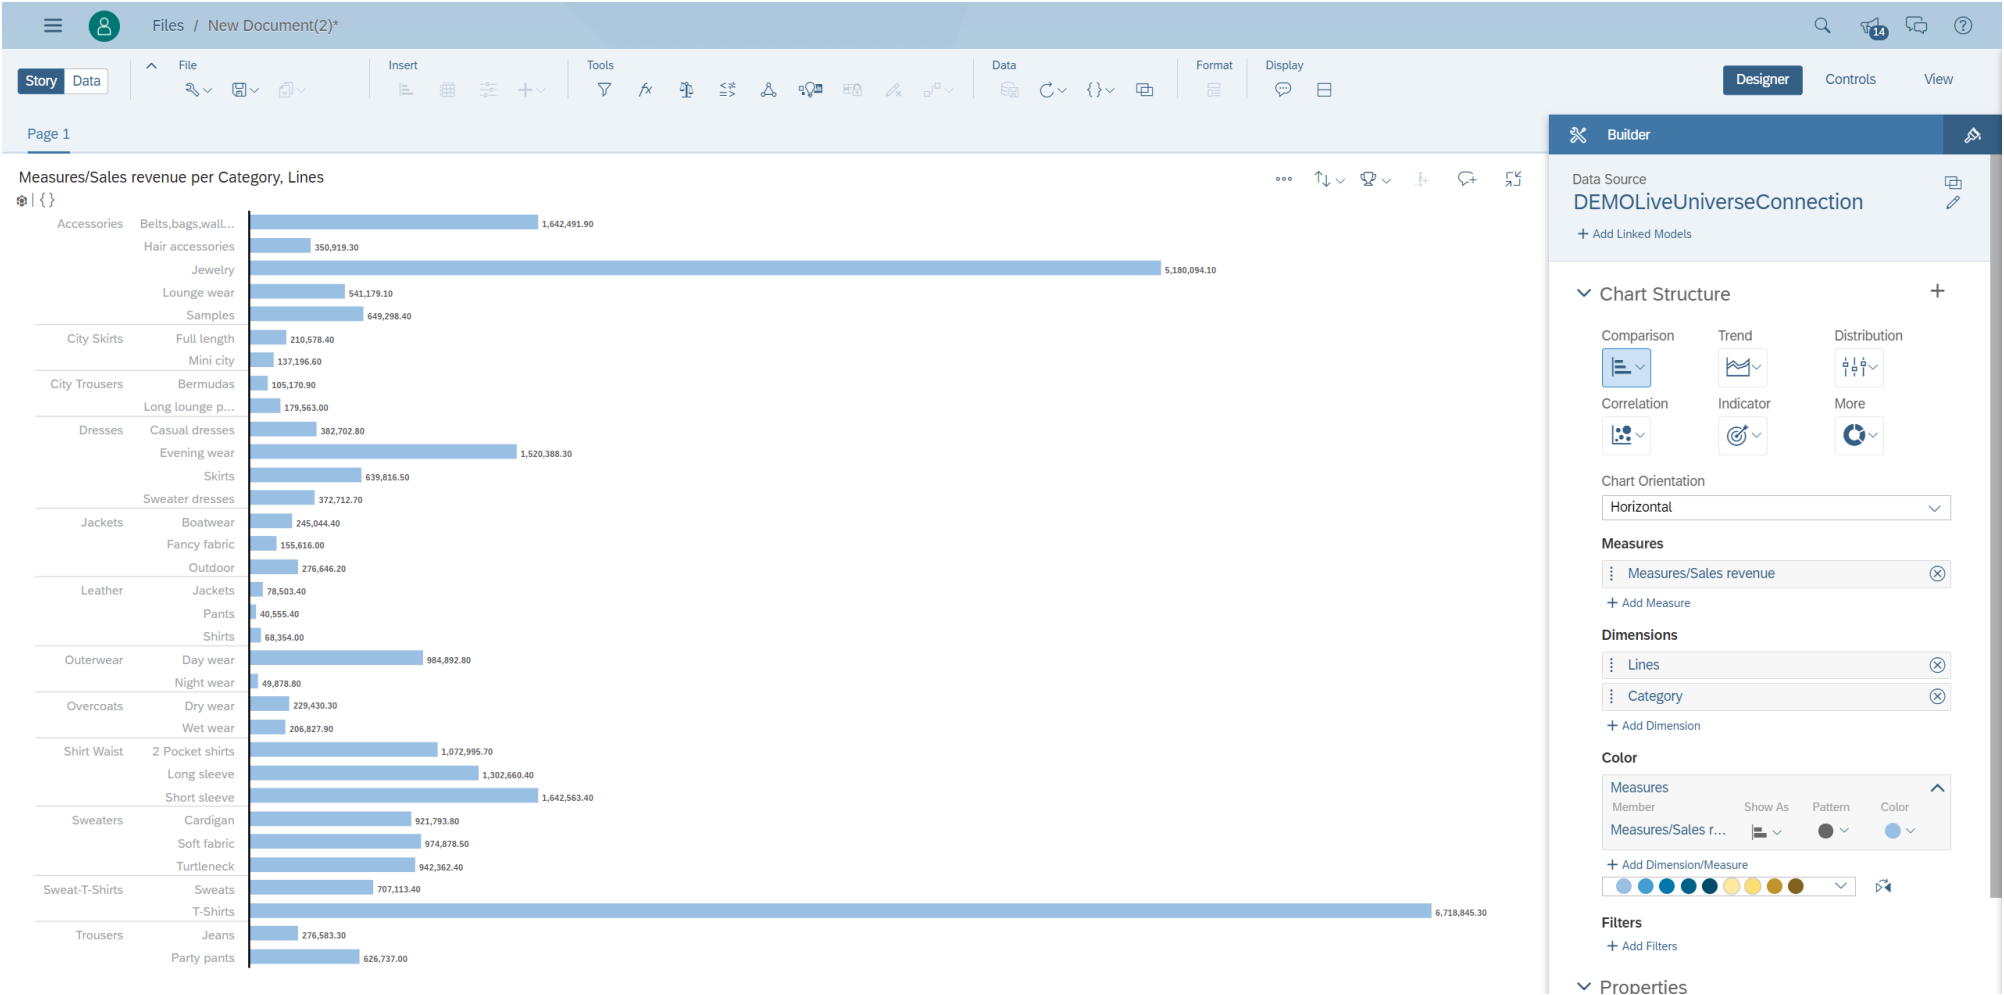 Files / New Document(2)*
14
Story Data
File
Insert
Tools
Data
Format
Display
Designer
Controls
View
Page 1
Builder
Measures/Sales revenue per Category, Lines
Accessories Belts,bags,wall... 1,642,491.90
Hair accessories 350,919.30
Jewelry 5,180,094.10
Lounge wear 541,179.10
Samples 649,298.40
City Skirts Full length 210,578.40
Mini city 137,196.60
City Trousers Bermudas 105,170.90
Long lounge p... 179,563.00
Dresses Casual dresses 382,702.80
Evening wear 1,520,388.30
Skirts 639,816.50
Sweater dresses 372,712.70
Jackets Boatwear 245,044.40
Fancy fabric 155,616.00
Outdoor 276,646.20
Leather Jackets 78,503.40
Pants 40,555.40
Shirts 68,354.00
Outerwear Day wear 984,892.80
Night wear 49,878.80
Overcoats Dry wear 229,430.30
Wet wear 206,827.90
Shirt Waist 2 Pocket shirts 1,072,995.70
Long sleeve 1,302,660.40
Short sleeve 1,642,563.40
Sweaters Cardigan 921,793.80
Soft fabric 974,878.50
Turtleneck 942,362.40
Sweat-T-Shirts Sweats 707,113.40
T-Shirts 6,718,845.30
Trousers Jeans 276,583.30
Party pants 626,737.00
Data Source
DEMOLiveUniverseConnection
+ Add Linked Models
Chart Structure
Comparison Trend Distribution
Correlation Indicator More
Chart Orientation
Horizontal
Measures
Measures/Sales revenue
+ Add Measure
Dimensions
Lines
Category
+ Add Dimension
Color
Measures
Member Show As Pattern Color
Measures/Sales r...
+ Add Dimension/Measure
Filters
+ Add Filters
Properties